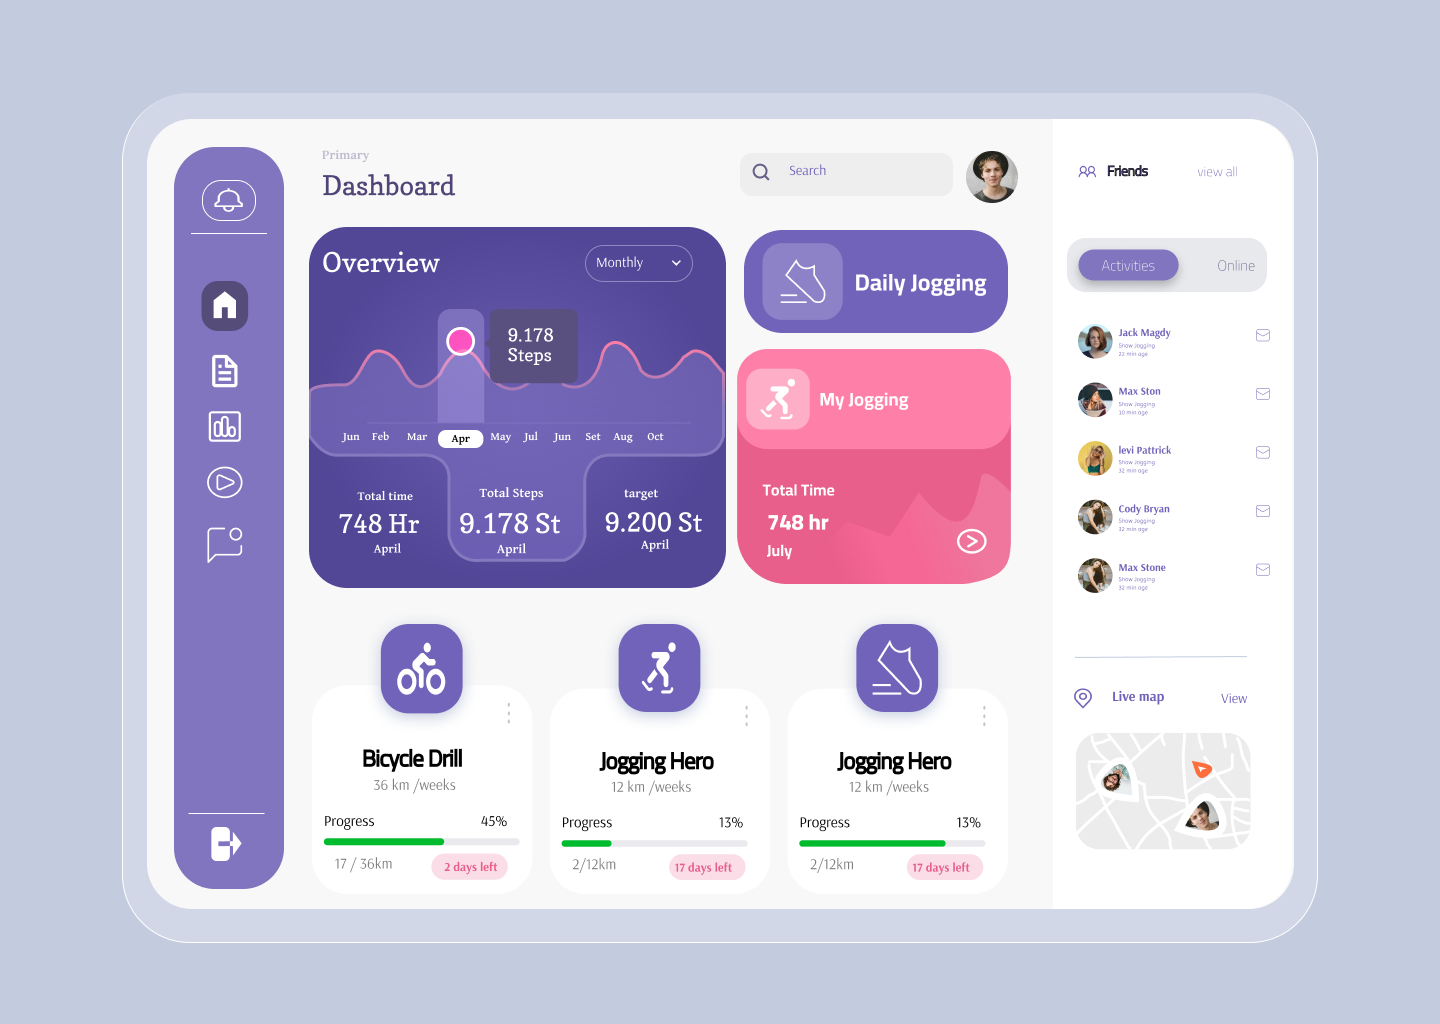 Primary
Dashboard
Search
Overview
Monthly
9.178
Steps
Jun Feb Mar Apr May Jul Jun Set Aug Oct
Total time
748 Hr
April
Total Steps
9.178 St
April
target
9.200 St
April
Daily Jogging
My Jogging
Total Time
748 hr
July
Bicycle Drill
36 km /weeks
Progress 45%
17 / 36km
2 days left
Jogging Hero
12 km /weeks
Progress 13%
2/12km
17 days left
Jogging Hero
12 km /weeks
Progress 13%
2/12km
17 days left
Friends
view all
Activities
Online
Jack Magdy
Show Jogging
22 min age
Max Ston
Show Jogging
10 min age
levi Pattrick
Show Jogging
32 min age
Cody Bryan
Show Jogging
32 min age
Max Stone
Show Jogging
32 min age
Live map
View